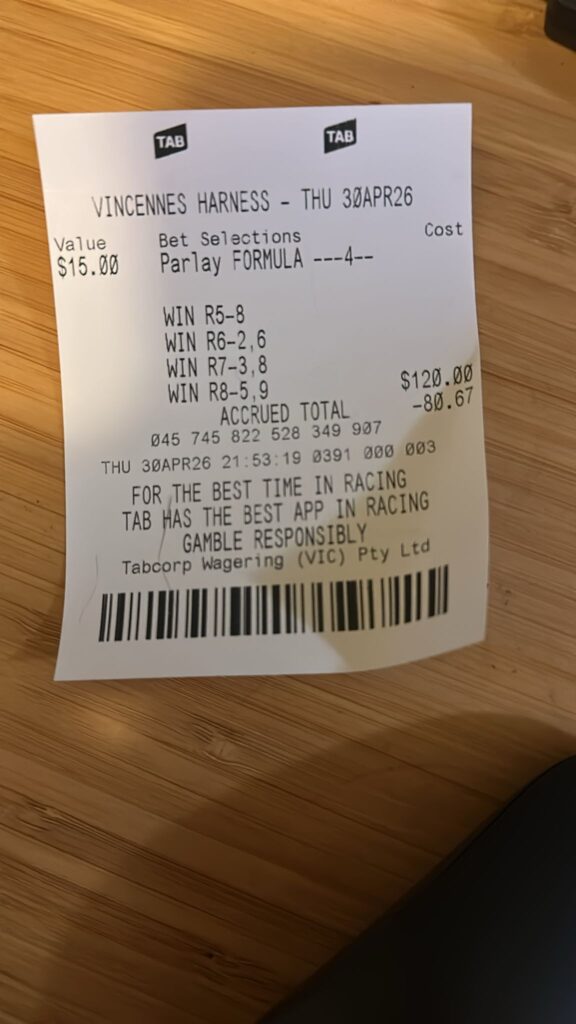 TAB TAB
VINCENNES HARNESS - THU 30APR26
Value Bet Selections Cost
$15.00 Parlay FORMULA ---4--
WIN R5-8
WIN R6-2,6
WIN R7-3,8
WIN R8-5,9 $120.00
ACCRUED TOTAL -80.67
045 745 822 528 349 907
THU 30APR26 21:53:19 0391 000 003
FOR THE BEST TIME IN RACING
TAB HAS THE BEST APP IN RACING
GAMBLE RESPONSIBLY
Tabcorp Wagering (VIC) Pty Ltd